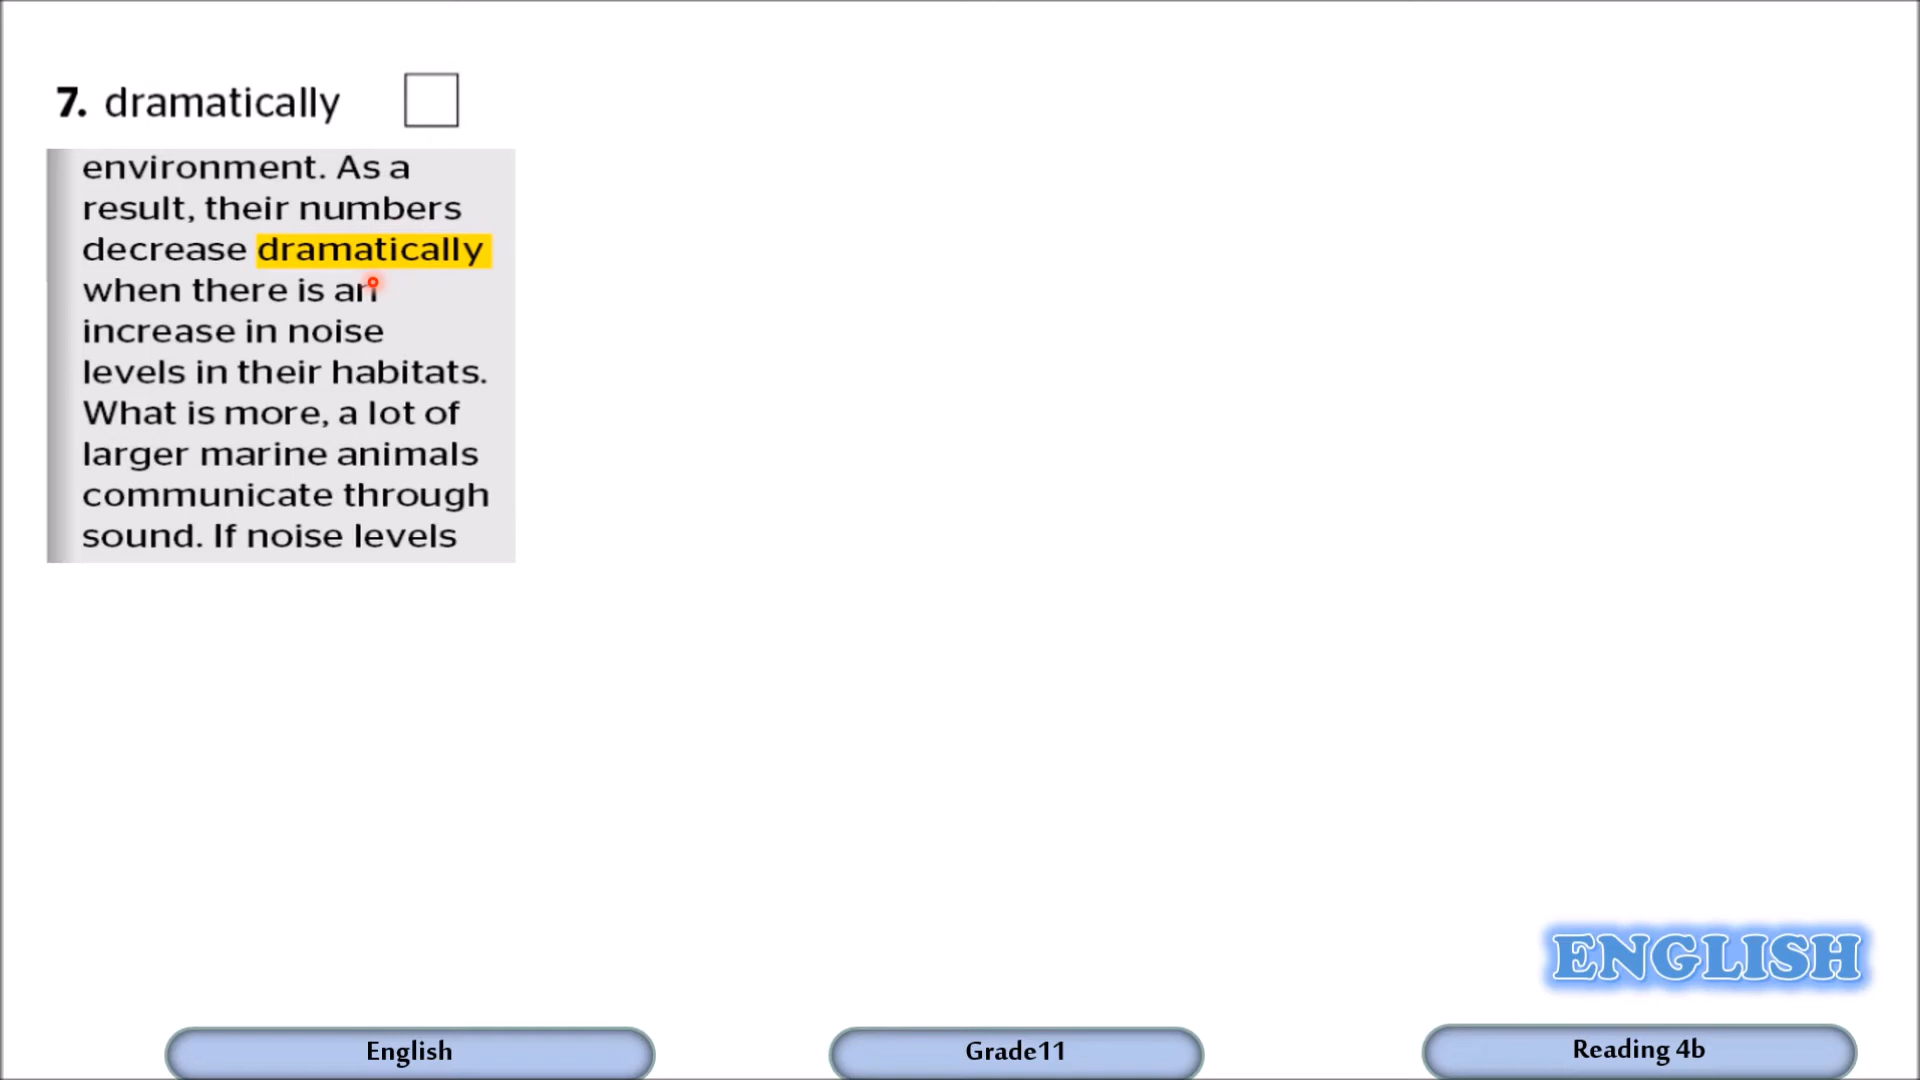 7. dramatically
environment. As a
result, their numbers
decrease dramatically
when there is an
increase in noise
levels in their habitats.
What is more, a lot of
larger marine animals
communicate through
sound. If noise levels
ENGLISH
English
Grade11
Reading 4b